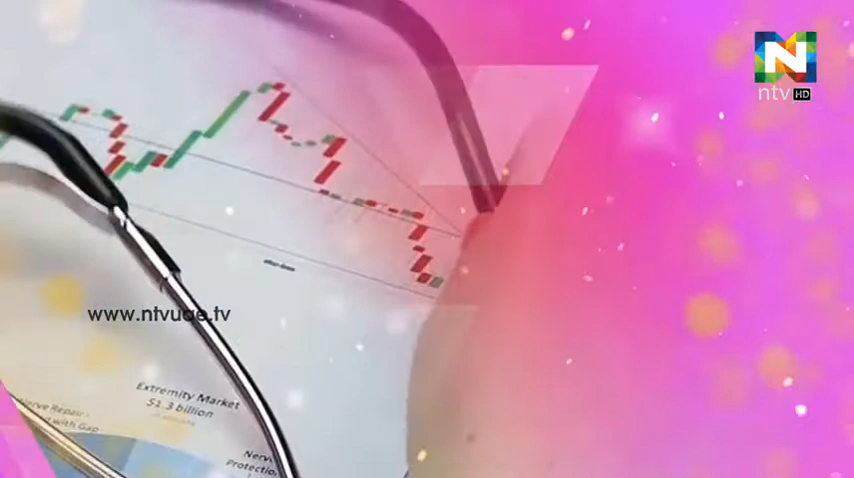 N
ntv HD
www.ntvuae.tv
Extremity Market
$1.3 billion
Nerve Repair -
with Gap
Nerve
Protection